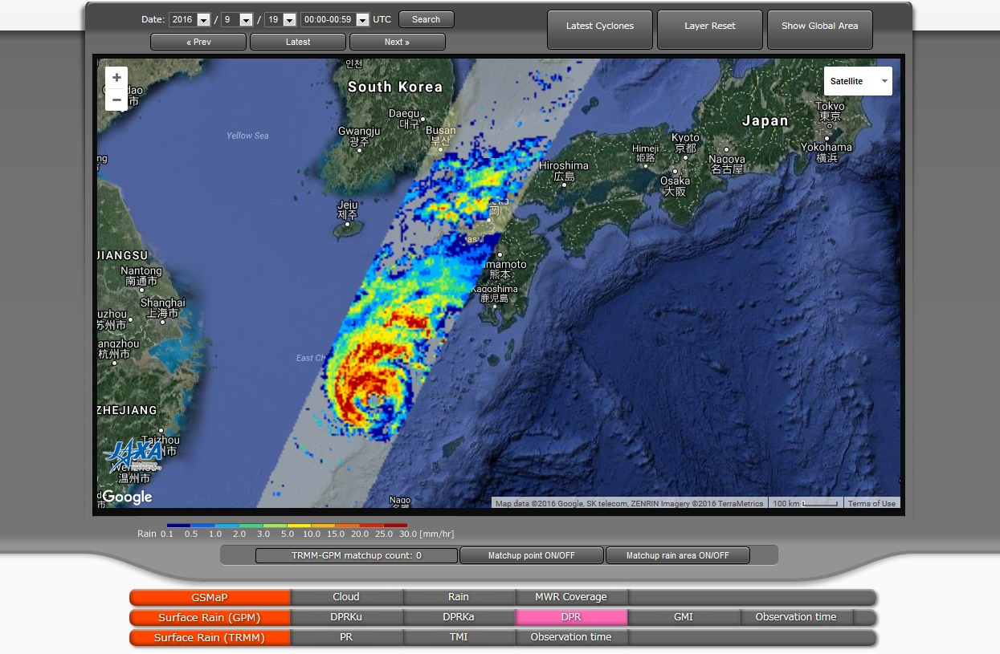 Date: 2016 / 9 / 19 00:00-00:59 UTC Search
« Prev Latest Next »
Latest Cyclones Layer Reset Show Global Area
+
−
Satellite
인천
South Korea
dao
市
Daegu
대구
Gwangju
광주
Busan
부산
Yellow Sea
Jeju
제주
Japan
Tokyo
東京
Yokohama
横浜
Kyoto
京都
Himeji
姫路
Nagoya
名古屋
Osaka
大阪
Hiroshima
広島
岡
mamoto
熊本
Kagoshima
鹿児島
JIANGSU
Nantong
南通市
Shanghai
上海市
uzhou
苏州市
angzhou
杭州市
East Ch
ZHEJIANG
Taizhou
州市
JAXA
Wenzhou
温州市
Google
Nago
Map data ©2016 Google, SK telecom, ZENRIN Imagery ©2016 TerraMetrics 100 km Terms of Use
Rain 0.1 0.5 1.0 2.0 3.0 5.0 10.0 15.0 20.0 25.0 30.0 [mm/hr]
TRMM-GPM matchup count: 0 Matchup point ON/OFF Matchup rain area ON/OFF
GSMaP Cloud Rain MWR Coverage
Surface Rain (GPM) DPRKu DPRKa DPR GMI Observation time
Surface Rain (TRMM) PR TMI Observation time